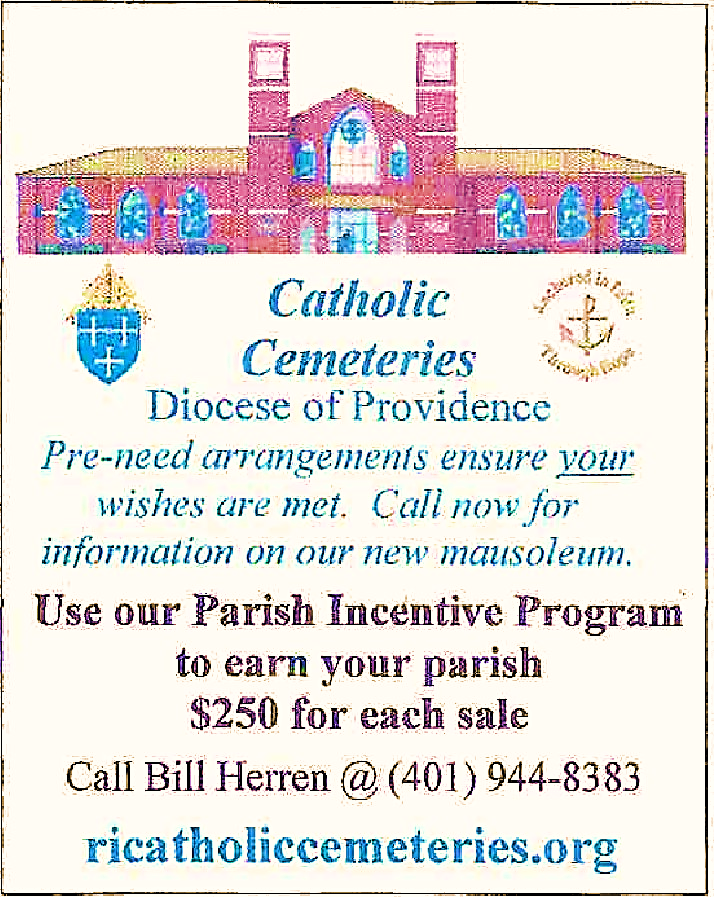 Catholic
Cemeteries
Anchored in Faith
Through Hope
Diocese of Providence
Pre-need arrangements ensure your
wishes are met. Call now for
information on our new mausoleum.
Use our Parish Incentive Program
to earn your parish
$250 for each sale
Call Bill Herren @ (401) 944-8383
ricatholiccemeteries.org